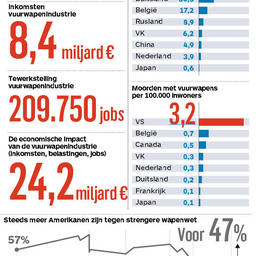 Inkomsten
vuurwapenindustrie
8,4 miljard €
Tewerkstelling
vuurwapenindustrie
209.750 jobs
De economische impact
van de vuurwapenindustrie
(inkomsten, belastingen, jobs)
24,2 miljard €
België 17,2
Rusland 8,9
VK 6,2
China 4,9
Nederland 3,9
Japan 0,6
Moorden met vuurwapens
per 100.000 inwoners
VS 3,2
België 0,7
Canada 0,5
VK 0,3
Nederland 0,3
Duitsland 0,2
Frankrijk 0,1
Japan 0,1
Steeds meer Amerikanen zijn tegen strengere wapenwet
57%
Voor 47%